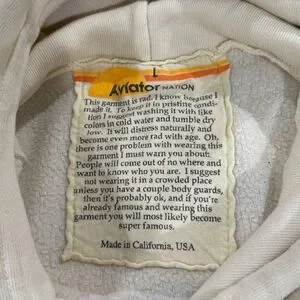 L
Aviator NATION
This garment is rad. I know because I
made it. To keep it in pristine condi-
tion I suggest washing it with like
colors in cold water and tumble dry
low. It will distress naturally and
become even more rad with age. Oh,
there is one problem with wearing this
garment I must warn you about:
People will come out of no where and
want to know who you are. I suggest
not wearing it in a crowded place
unless you have a couple body guards,
then it's probably ok, and if you're
already famous and wearing this
garment you will most likely become
super famous.
Made in California, USA